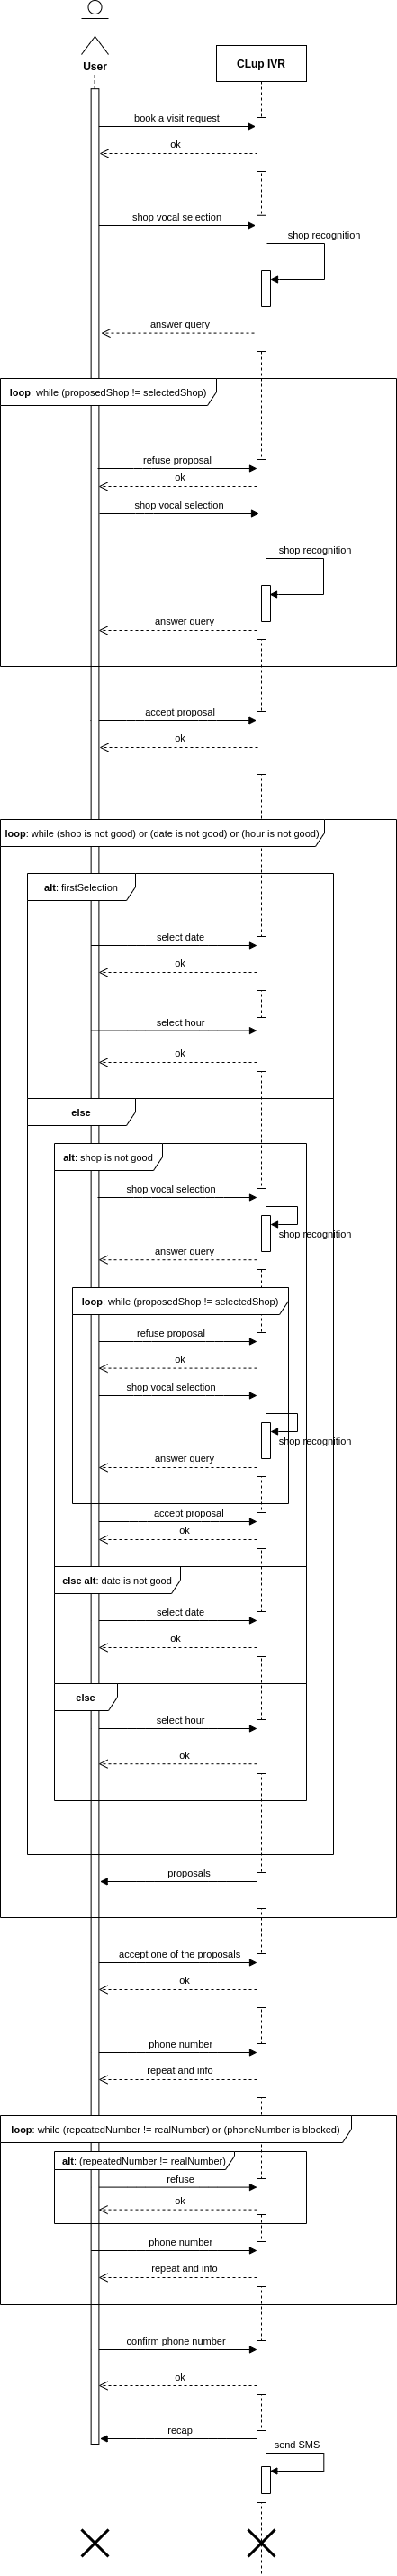 User
CLup IVR
book a visit request
ok
shop vocal selection
shop recognition
answer query
loop: while (proposedShop != selectedShop)
refuse proposal
ok
shop vocal selection
shop recognition
answer query
accept proposal
ok
loop: while (shop is not good) or (date is not good) or (hour is not good)
alt: firstSelection
select date
ok
select hour
ok
else
alt: shop is not good
shop vocal selection
shop recognition
answer query
loop: while (proposedShop != selectedShop)
refuse proposal
ok
shop vocal selection
shop recognition
answer query
accept proposal
ok
else alt: date is not good
select date
ok
else
select hour
ok
proposals
accept one of the proposals
ok
phone number
repeat and info
loop: while (repeatedNumber != realNumber) or (phoneNumber is blocked)
alt: (repeatedNumber != realNumber)
refuse
ok
phone number
repeat and info
confirm phone number
ok
recap
send SMS